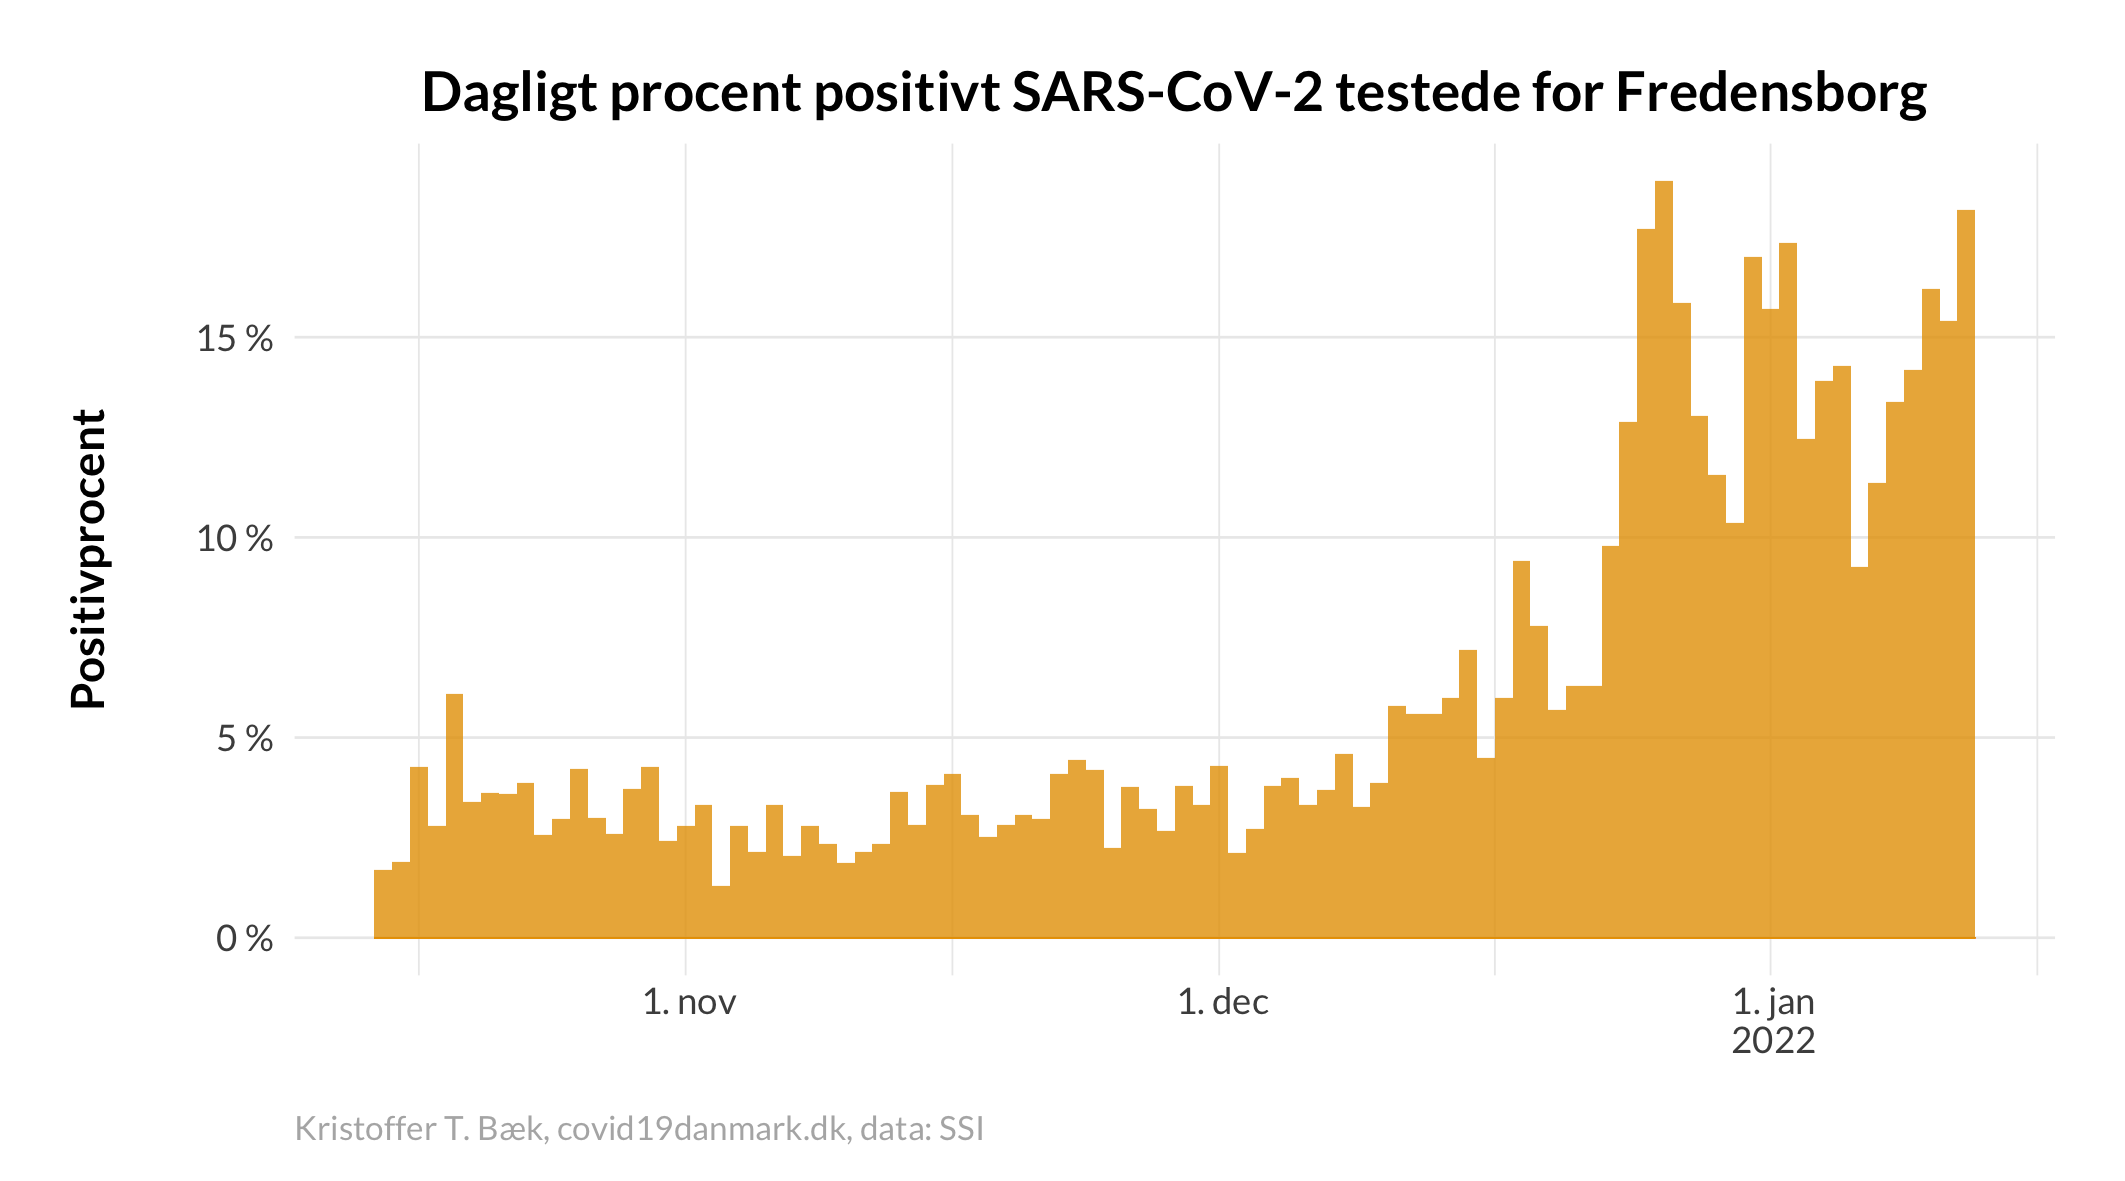 Dagligt procent positivt SARS-CoV-2 testede for Fredensborg
Positivprocent
15 %
10 %
5 %
0 %
1. nov
1. dec
1. jan
2022
Kristoffer T. Bæk, covid19danmark.dk, data: SSI